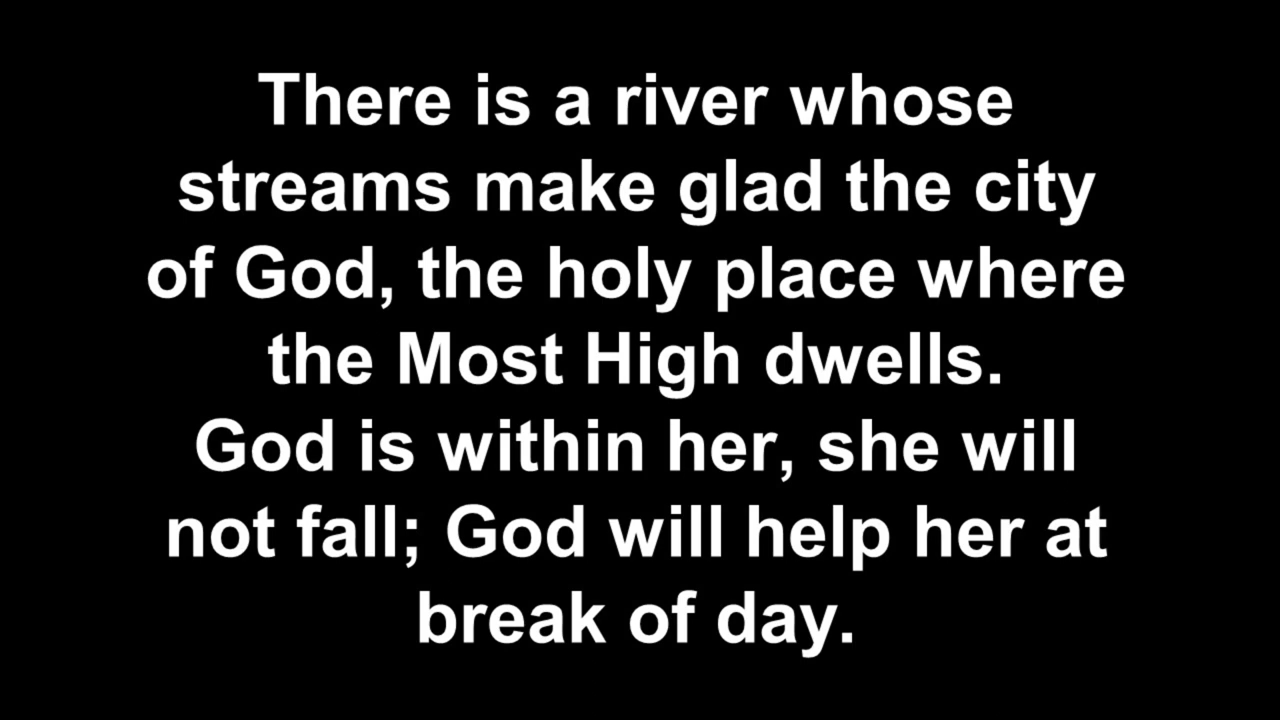 There is a river whose
streams make glad the city
of God, the holy place where
the Most High dwells.
God is within her, she will
not fall; God will help her at
break of day.